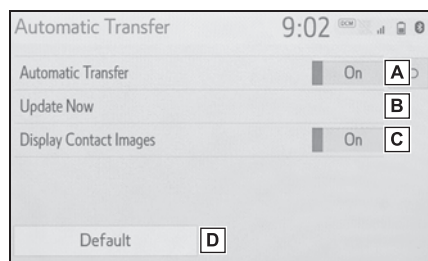 Automatic Transfer 9:02 DCM
Automatic Transfer On A
Update Now B
Display Contact Images On C
Default D